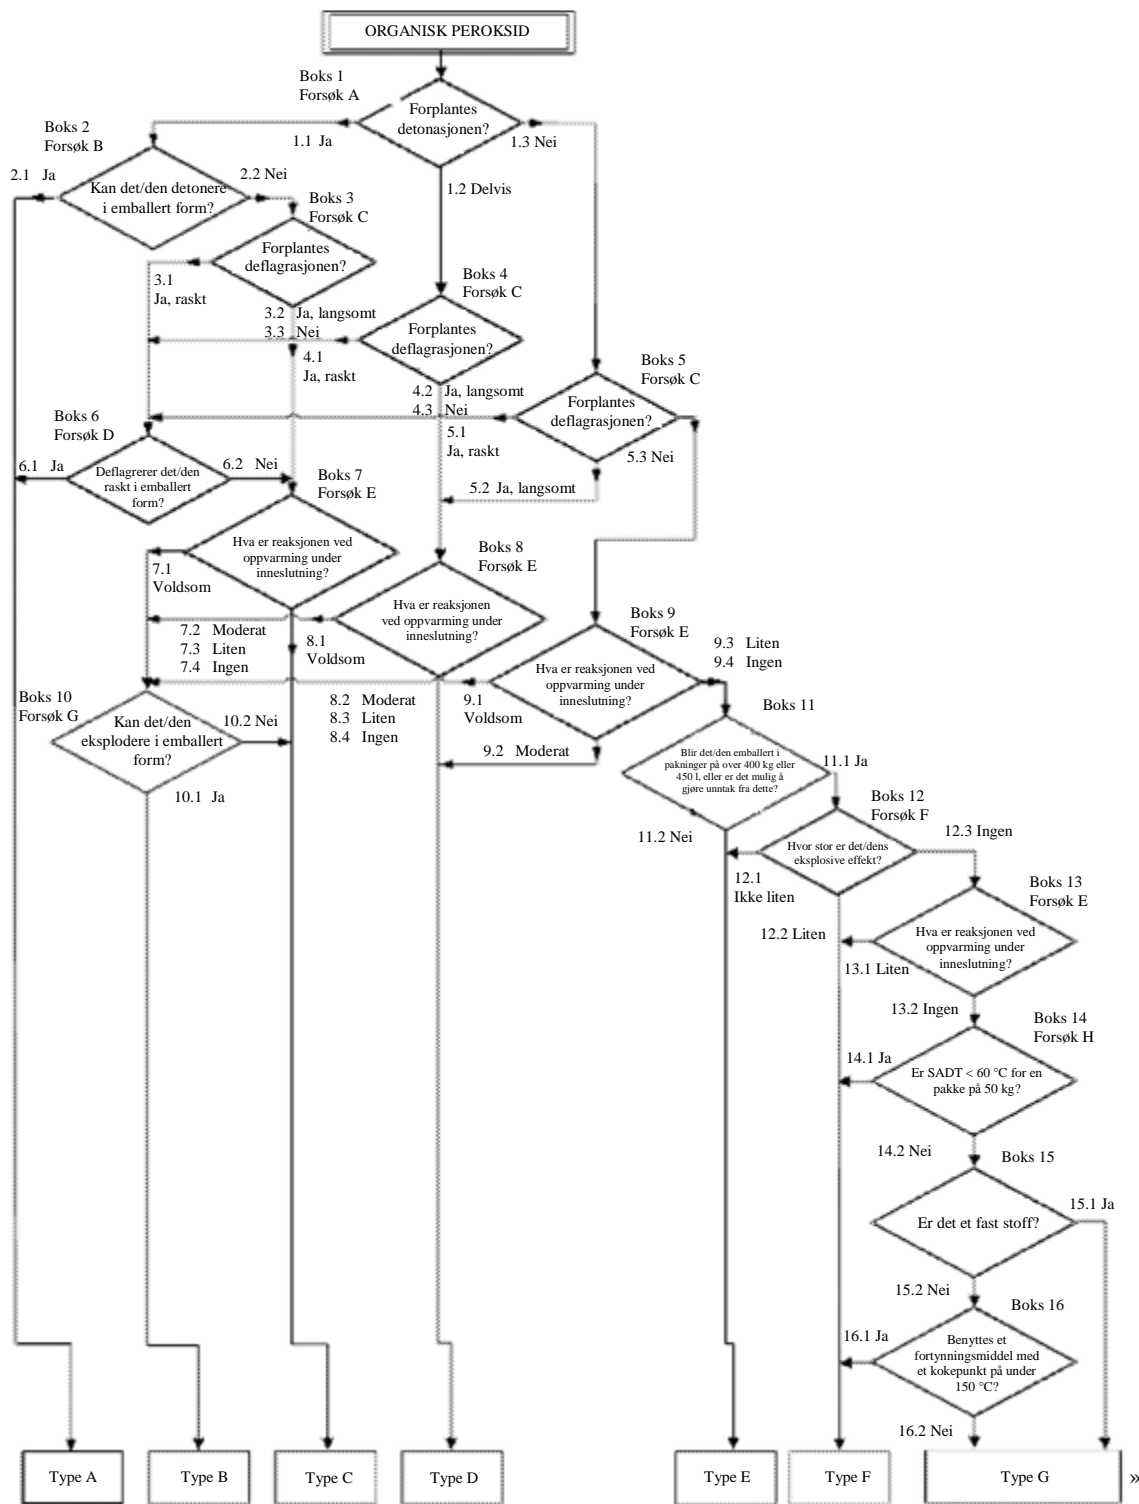 ORGANISK PEROKSID
Boks 1
Forsøk A
Forplantes
detonasjonen?
1.1 Ja
1.3 Nei
1.2 Delvis
Boks 2
Forsøk B
2.1 Ja
2.2 Nei
Kan det/den detonere
i emballert form?
Boks 3
Forsøk C
Forplantes
deflagrasjonen?
3.1
Ja, raskt
3.2 Ja, langsomt
3.3 Nei
Boks 4
Forsøk C
Forplantes
deflagrasjonen?
4.1
Ja, raskt
4.2 Ja, langsomt
4.3 Nei
Boks 5
Forsøk C
Forplantes
deflagrasjonen?
5.1
Ja, raskt
5.3 Nei
5.2 Ja, langsomt
Boks 6
Forsøk D
6.1 Ja
6.2 Nei
Deflagrerer det/den
raskt i emballert
form?
Boks 7
Forsøk E
Hva er reaksjonen ved
oppvarming under
inneslutning?
7.1
Voldsom
7.2 Moderat
7.3 Liten
7.4 Ingen
Boks 8
Forsøk E
Hva er reaksjonen
ved oppvarming under
inneslutning?
8.1
Voldsom
8.2 Moderat
8.3 Liten
8.4 Ingen
Boks 9
Forsøk E
Hva er reaksjonen ved
oppvarming under
inneslutning?
9.1
Voldsom
9.2 Moderat
9.3 Liten
9.4 Ingen
Boks 10
Forsøk G
Kan det/den
eksplodere i emballert
form?
10.2 Nei
10.1 Ja
Boks 11
Blir det/den emballert i
pakninger på over 400 kg eller
450 l, eller er det mulig å
gjøre unntak fra dette?
11.1 Ja
11.2 Nei
Boks 12
Forsøk F
Hvor stor er det/dens
eksplosive effekt?
12.3 Ingen
12.1
Ikke liten
12.2 Liten
Boks 13
Forsøk E
Hva er reaksjonen ved
oppvarming under
inneslutning?
13.1 Liten
13.2 Ingen
Boks 14
Forsøk H
14.1 Ja
Er SADT < 60 °C for en
pakke på 50 kg?
14.2 Nei
Boks 15
Er det et fast stoff?
15.1 Ja
15.2 Nei
Boks 16
16.1 Ja
Benyttes et
fortynningsmiddel med
et kokepunkt på under
150 °C?
16.2 Nei
Type A
Type B
Type C
Type D
Type E
Type F
Type G
»